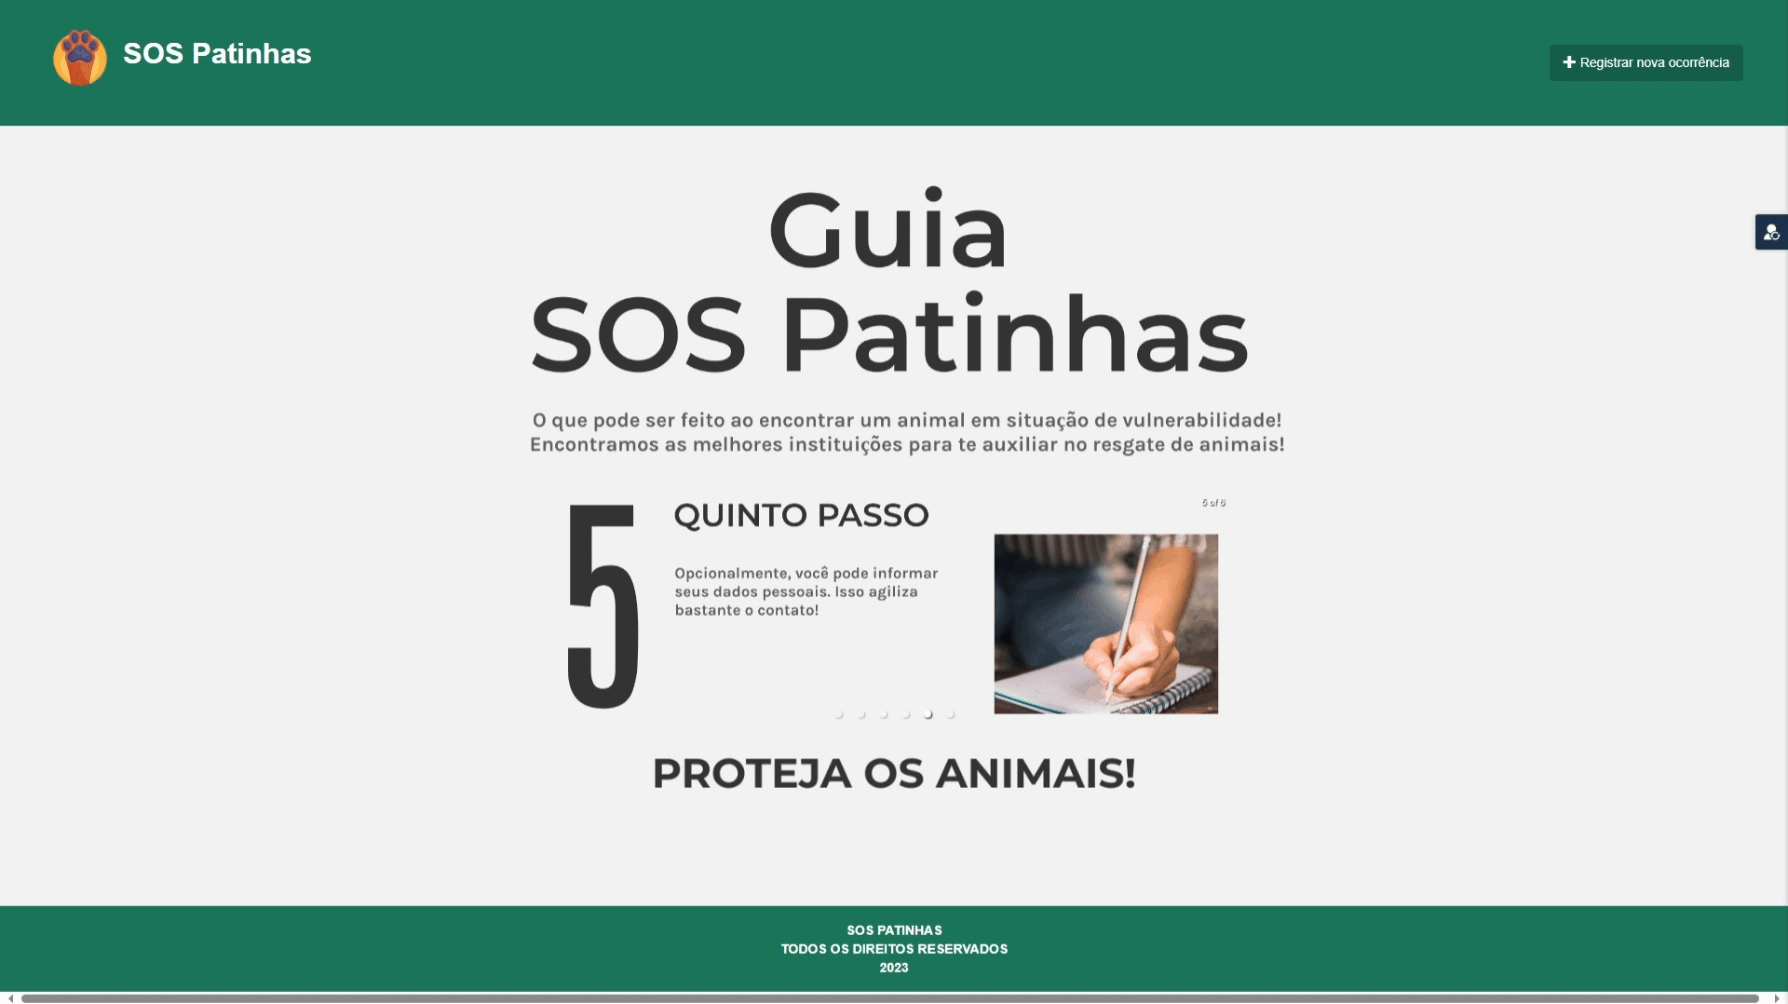 SOS Patinhas
Registrar nova ocorrência
Guia
SOS Patinhas
O que pode ser feito ao encontrar um animal em situação de vulnerabilidade!
Encontramos as melhores instituições para te auxiliar no resgate de animais!
5
QUINTO PASSO
5 of 6
Opcionalmente, você pode informar
seus dados pessoais. Isso agiliza
bastante o contato!
PROTEJA OS ANIMAIS!
SOS PATINHAS
TODOS OS DIREITOS RESERVADOS
2023